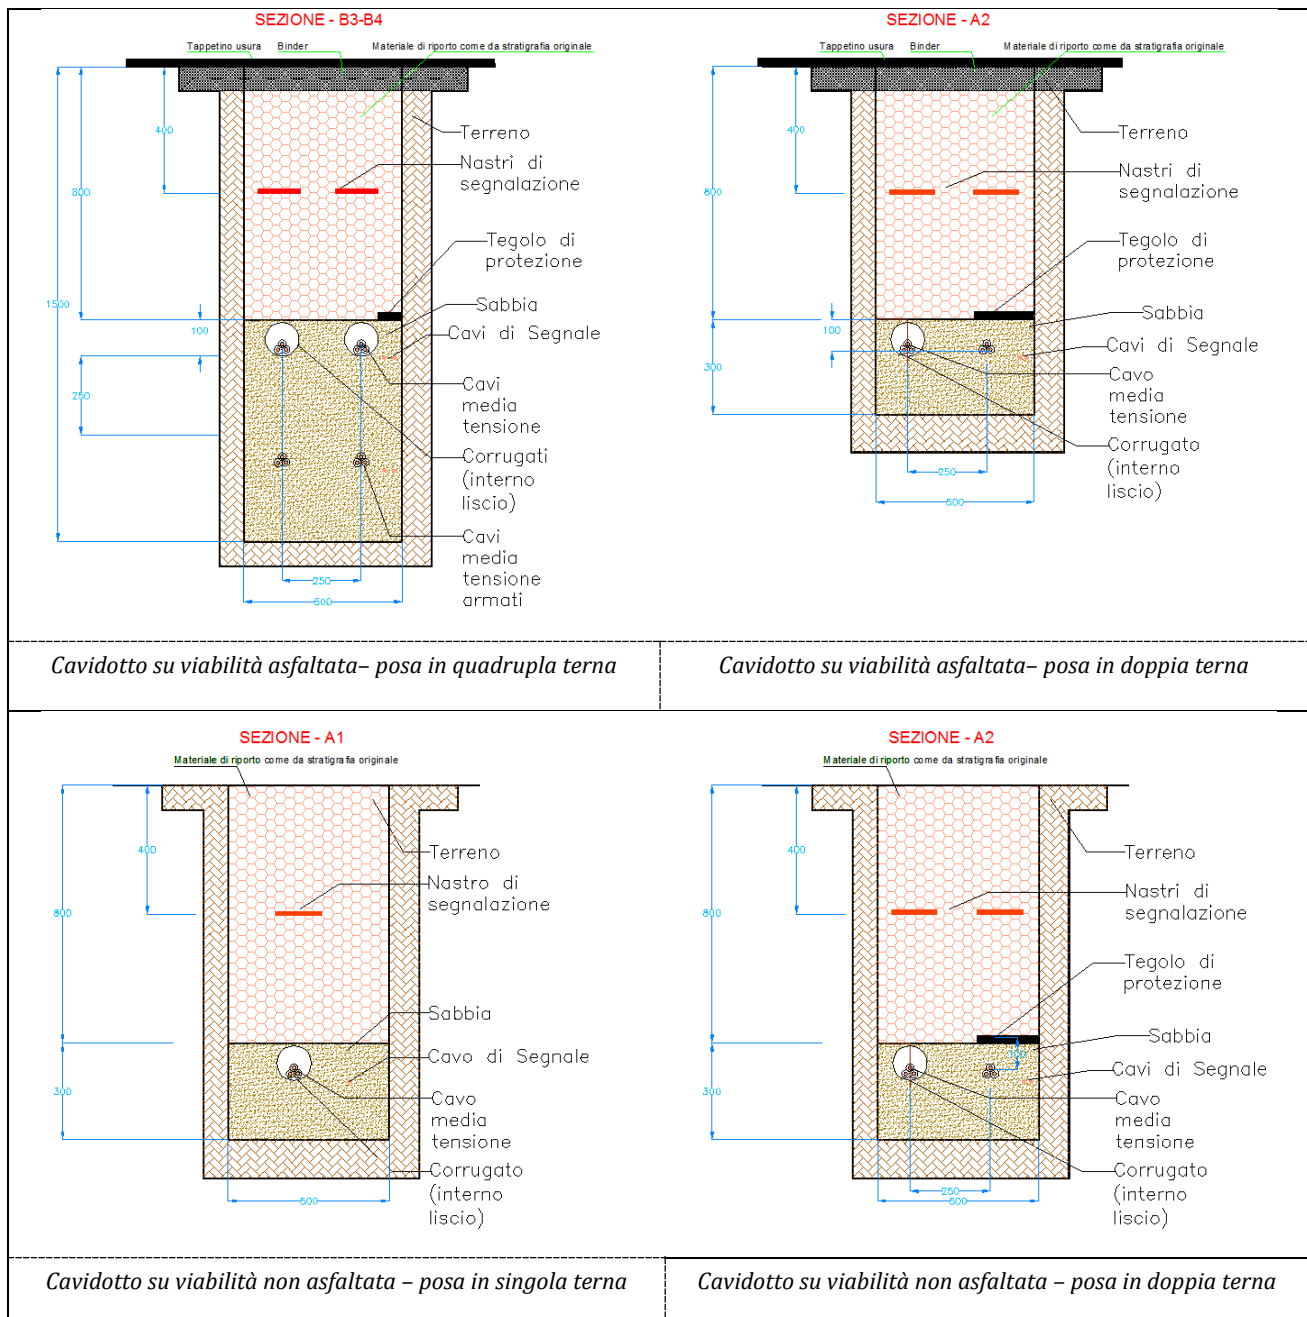 SEZIONE - B3-B4
Tappetino usura
Binder
Materiale di riporto come da stratigrafia originale
400
800
1500
100
250
Terreno
Nastri di
segnalazione
Tegolo di
protezione
Sabbia
Cavi di Segnale
Cavi
media
tensione
Corrugati
(interno
liscio)
Cavi
media
tensione
armati
250
500
SEZIONE - A2
Tappetino usura
Binder
Materiale di riporto come da stratigrafia originale
400
800
100
300
Terreno
Nastri di
segnalazione
Tegolo di
protezione
Sabbia
Cavi di Segnale
Cavo
media
tensione
Corrugato
(interno
liscio)
250
500
Cavidotto su viabilità asfaltata– posa in quadrupla terna
Cavidotto su viabilità asfaltata– posa in doppia terna
SEZIONE - A1
Materiale di riporto come da stratigrafia originale
400
800
300
Terreno
Nastro di
segnalazione
Sabbia
Cavo di Segnale
Cavo
media
tensione
Corrugato
(interno
liscio)
500
SEZIONE - A2
Materiale di riporto come da stratigrafia originale
400
800
100
300
Terreno
Nastri di
segnalazione
Tegolo di
protezione
Sabbia
Cavi di Segnale
Cavo
media
tensione
Corrugato
(interno
liscio)
250
500
Cavidotto su viabilità non asfaltata – posa in singola terna
Cavidotto su viabilità non asfaltata – posa in doppia terna